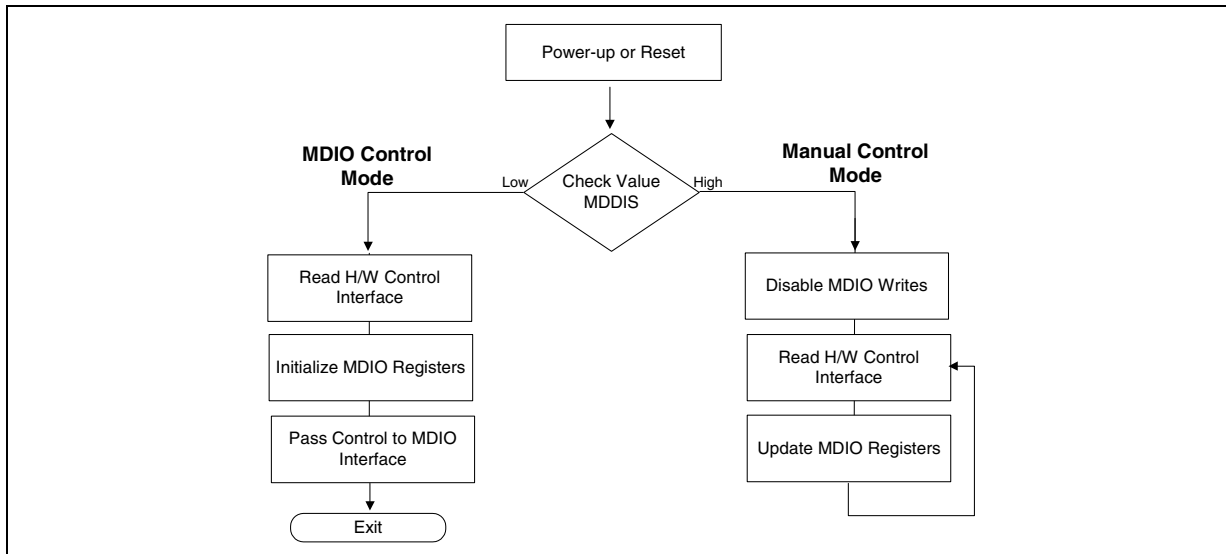 Power-up or Reset
MDIO Control
Mode
Manual Control
Mode
Low
Check Value
MDDIS
High
Read H/W Control
Interface
Initialize MDIO Registers
Pass Control to MDIO
Interface
Exit
Disable MDIO Writes
Read H/W Control
Interface
Update MDIO Registers